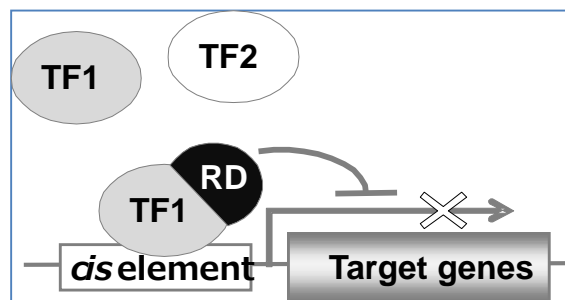 TF1
TF2
RD
TF1
cis element
Target genes